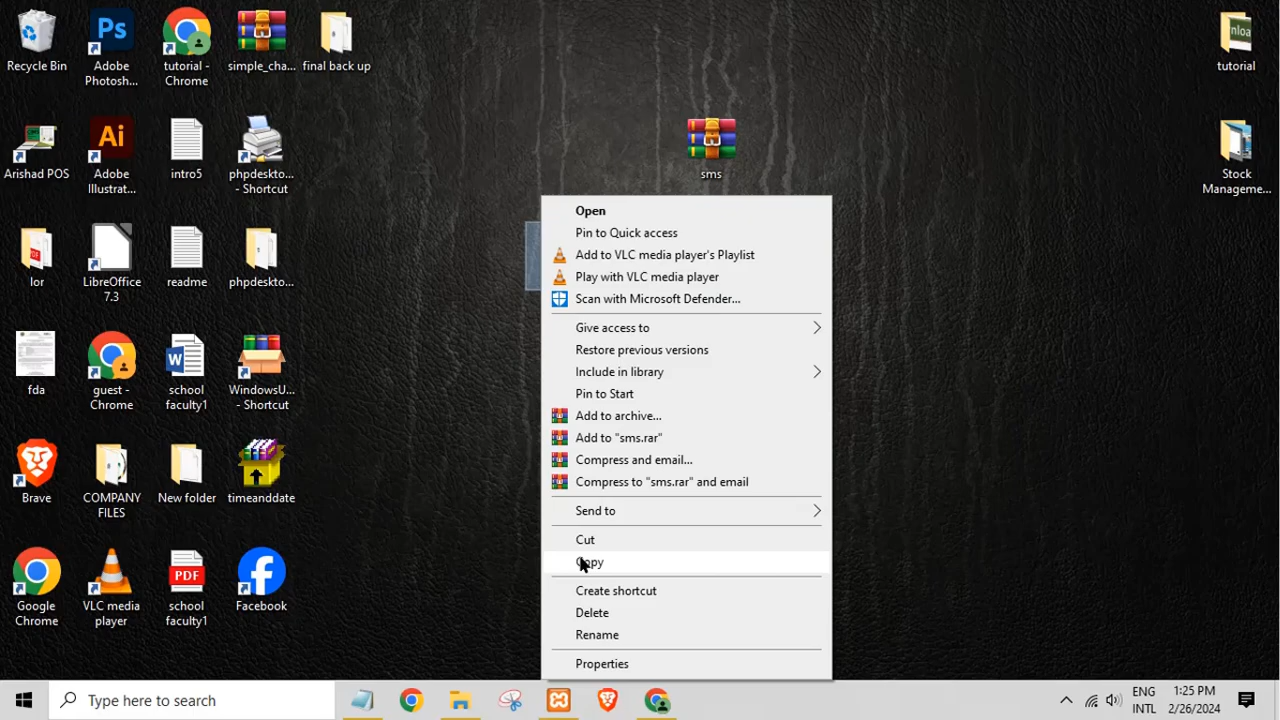 Recycle Bin
Adobe
Photosh...
tutorial -
Chrome
simple_cha...
final back up
tutorial
nloa
Ps
Arishad POS
Ai
Adobe
Illustrat...
intro5
phpdeskto...
- Shortcut
sms
Stock
Manageme...
PDF
lor
LibreOffice
7.3
readme
phpdeskto...
fda
guest -
Chrome
W
school
faculty1
WindowsU...
- Shortcut
Brave
COMPANY
FILES
New folder
timeanddate
Google
Chrome
VLC media
player
PDF
school
faculty1
Facebook
Open
Pin to Quick access
Add to VLC media player's Playlist
Play with VLC media player
Scan with Microsoft Defender...
Give access to
Restore previous versions
Include in library
Pin to Start
Add to archive...
Add to "sms.rar"
Compress and email...
Compress to "sms.rar" and email
Send to
Cut
Copy
Create shortcut
Delete
Rename
Properties
Type here to search
ENG
INTL
1:25 PM
2/26/2024